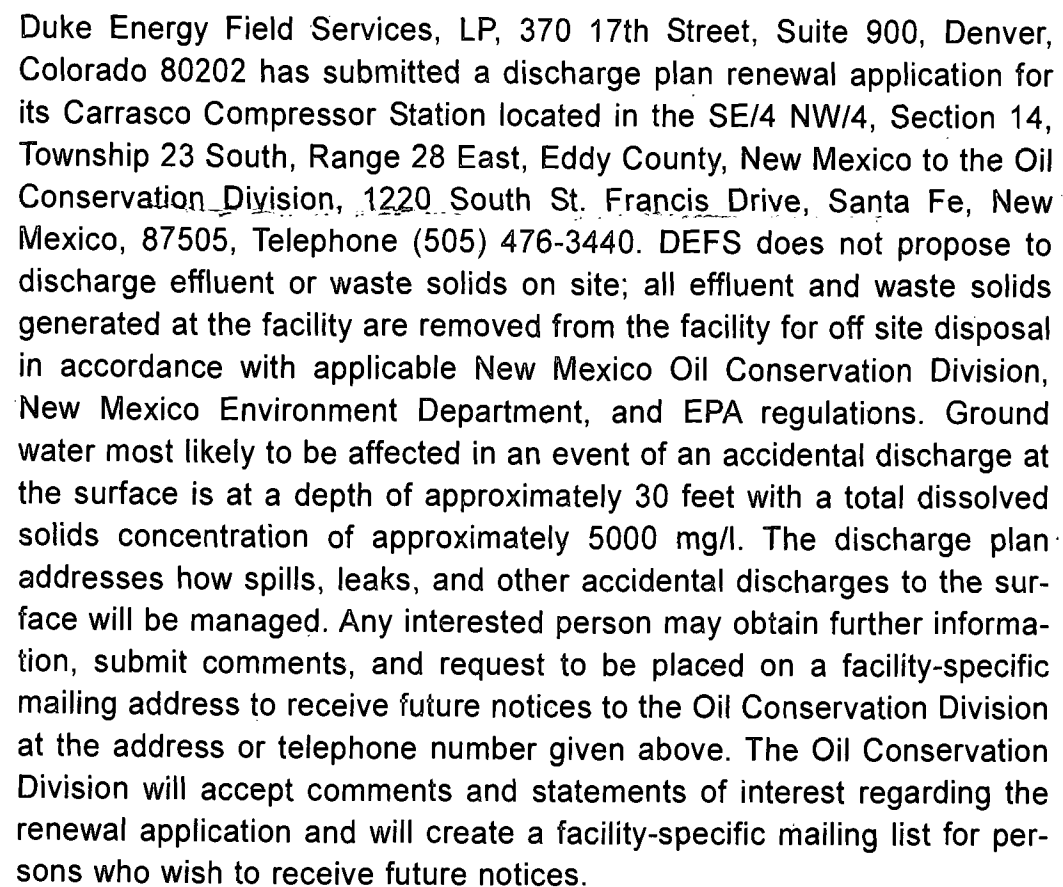 Duke Energy Field Services, LP, 370 17th Street, Suite 900, Denver,
Colorado 80202 has submitted a discharge plan renewal application for
its Carrasco Compressor Station located in the SE/4 NW/4, Section 14,
Township 23 South, Range 28 East, Eddy County, New Mexico to the Oil
Conservation Division, 1220 South St. Francis Drive, Santa Fe, New
Mexico, 87505, Telephone (505) 476-3440. DEFS does not propose to
discharge effluent or waste solids on site; all effluent and waste solids
generated at the facility are removed from the facility for off site disposal
in accordance with applicable New Mexico Oil Conservation Division,
New Mexico Environment Department, and EPA regulations. Ground
water most likely to be affected in an event of an accidental discharge at
the surface is at a depth of approximately 30 feet with a total dissolved
solids concentration of approximately 5000 mg/l. The discharge plan
addresses how spills, leaks, and other accidental discharges to the sur-
face will be managed. Any interested person may obtain further informa-
tion, submit comments, and request to be placed on a facility-specific
mailing address to receive future notices to the Oil Conservation Division
at the address or telephone number given above. The Oil Conservation
Division will accept comments and statements of interest regarding the
renewal application and will create a facility-specific mailing list for per-
sons who wish to receive future notices.